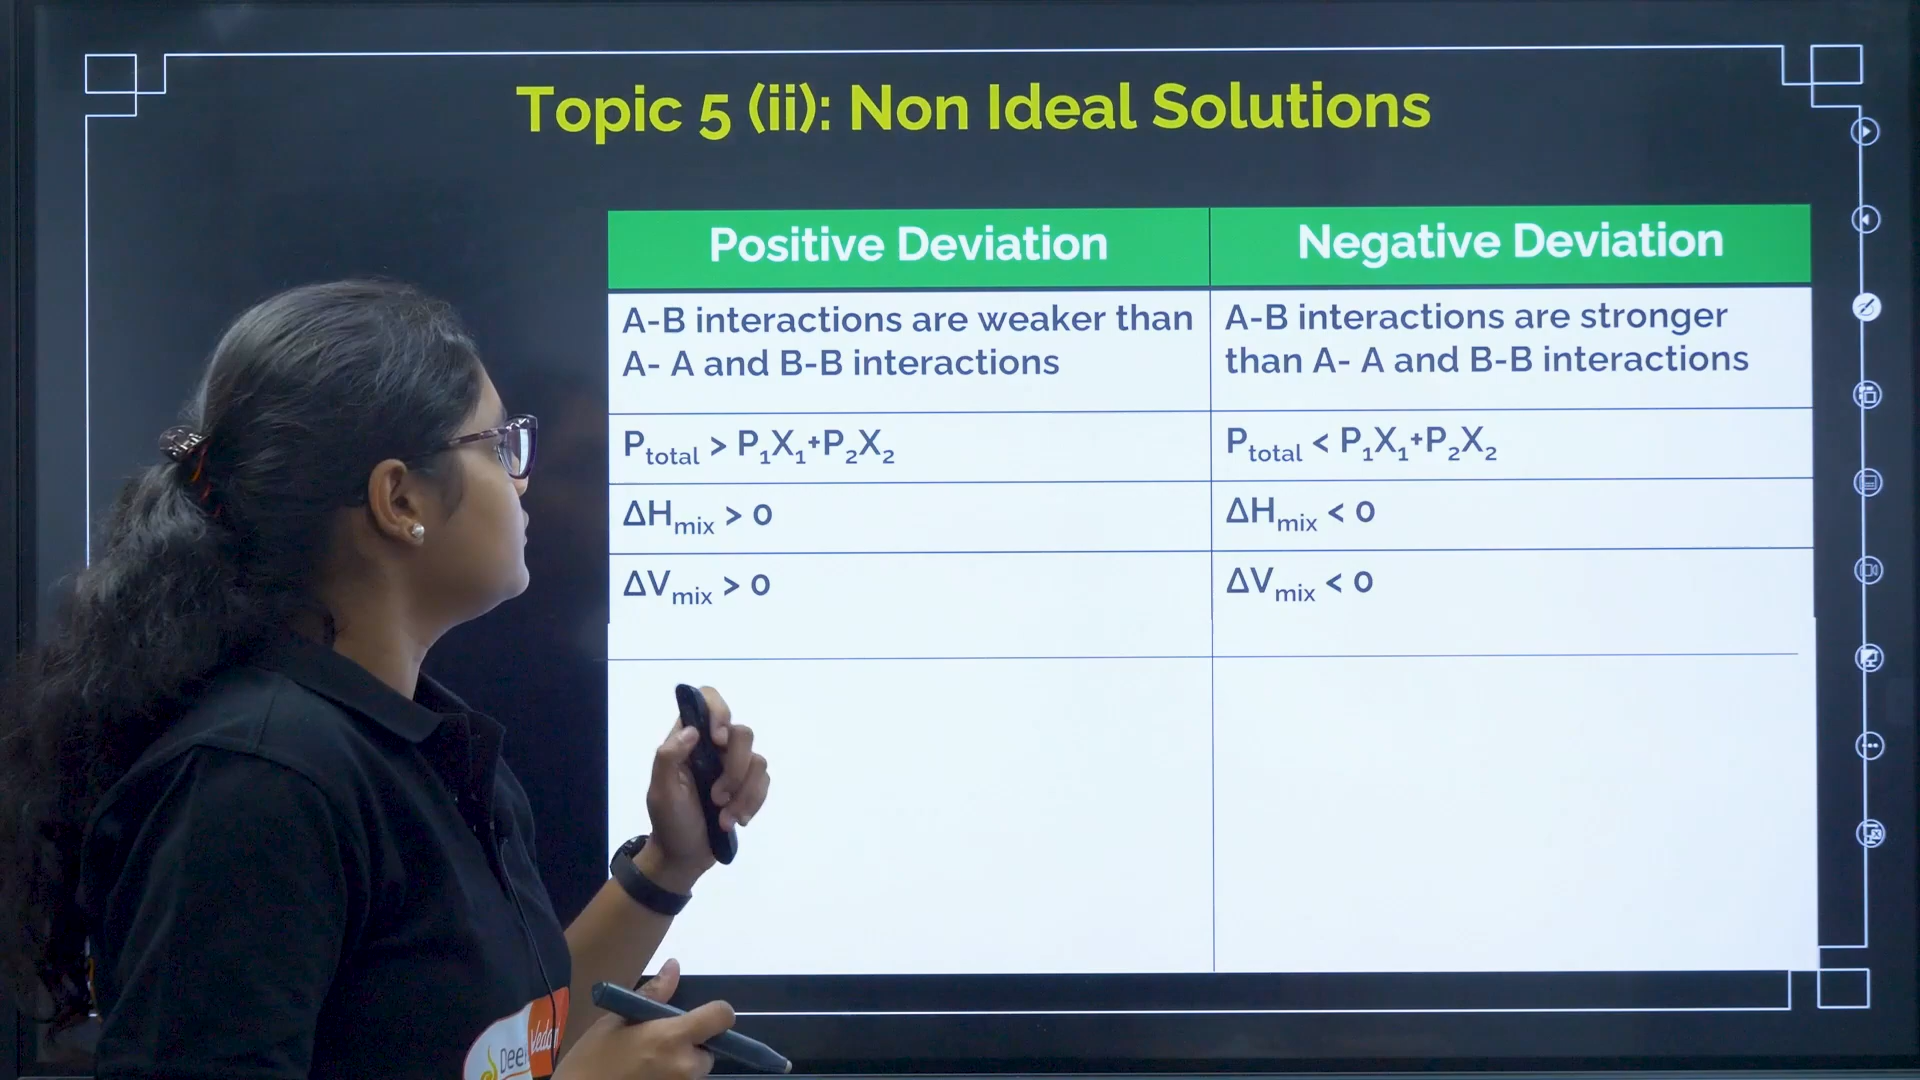 Topic 5 (ii): Non Ideal Solutions
Positive Deviation
Negative Deviation
A-B interactions are weaker than
A- A and B-B interactions
A-B interactions are stronger
than A- A and B-B interactions
Ptotal > P₁X₁+P₂X₂
Ptotal < P₁X₁+P₂X₂
ΔHmix > 0
ΔHmix < 0
ΔVmix > 0
ΔVmix < 0